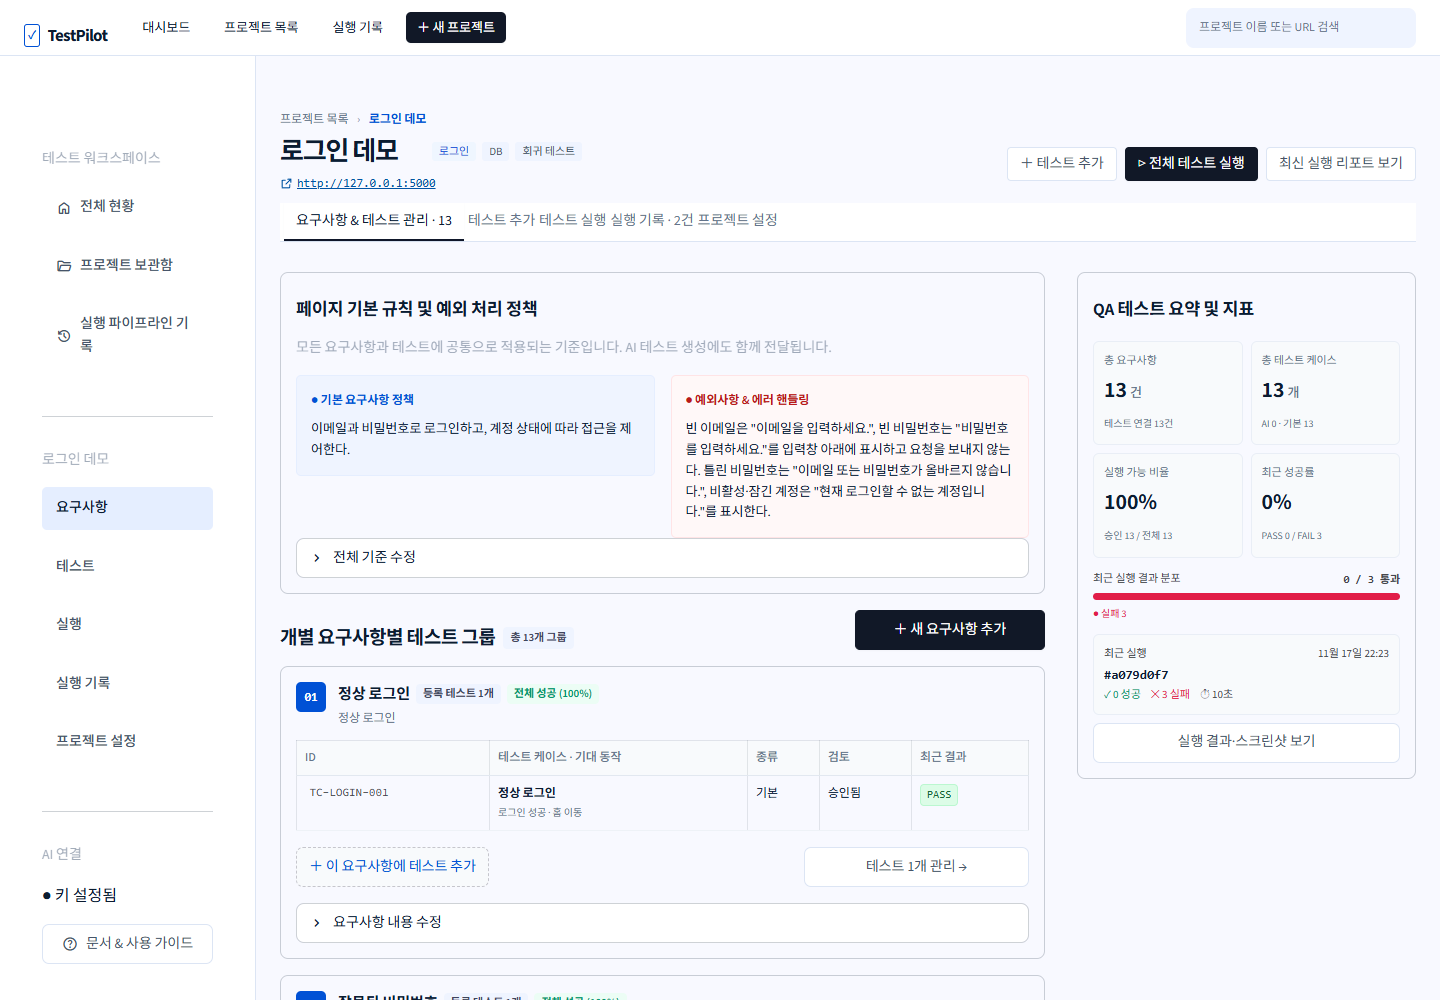 TestPilot
대시보드
프로젝트 목록
실행 기록
+ 새 프로젝트
프로젝트 이름 또는 URL 검색
테스트 워크스페이스
전체 현황
프로젝트 보관함
실행 파이프라인 기
록
로그인 데모
요구사항
테스트
실행
실행 기록
프로젝트 설정
AI 연결
● 키 설정됨
문서 & 사용 가이드
프로젝트 목록 › 로그인 데모
로그인 데모
로그인
DB
회귀 테스트
http://127.0.0.1:5000
+ 테스트 추가
▷ 전체 테스트 실행
최신 실행 리포트 보기
요구사항 & 테스트 관리 · 13
테스트 추가 테스트 실행 실행 기록 · 2건 프로젝트 설정
페이지 기본 규칙 및 예외 처리 정책
모든 요구사항과 테스트에 공통으로 적용되는 기준입니다. AI 테스트 생성에도 함께 전달됩니다.
● 기본 요구사항 정책
이메일과 비밀번호로 로그인하고, 계정 상태에 따라 접근을 제
어한다.
● 예외사항 & 에러 핸들링
빈 이메일은 "이메일을 입력하세요.", 빈 비밀번호는 "비밀번호
를 입력하세요."를 입력창 아래에 표시하고 요청을 보내지 않는
다. 틀린 비밀번호는 "이메일 또는 비밀번호가 올바르지 않습니
다.", 비활성·잠긴 계정은 "현재 로그인할 수 없는 계정입니
다."를 표시한다.
전체 기준 수정
개별 요구사항별 테스트 그룹
총 13개 그룹
+ 새 요구사항 추가
01
정상 로그인
등록 테스트 1개
전체 성공 (100%)
정상 로그인
ID
테스트 케이스 · 기대 동작
종류
검토
최근 결과
TC-LOGIN-001
정상 로그인
로그인 성공 · 홈 이동
기본
승인됨
PASS
+ 이 요구사항에 테스트 추가
테스트 1개 관리 →
요구사항 내용 수정
QA 테스트 요약 및 지표
총 요구사항
13 건
테스트 연결 13건
총 테스트 케이스
13 개
AI 0 · 기본 13
실행 가능 비율
100%
승인 13 / 전체 13
최근 성공률
0%
PASS 0 / FAIL 3
최근 실행 결과 분포
0 / 3 통과
● 실패 3
최근 실행
11월 17일 22:23
#a079d0f7
✓ 0 성공
✕ 3 실패
⏱ 10초
실행 결과·스크린샷 보기